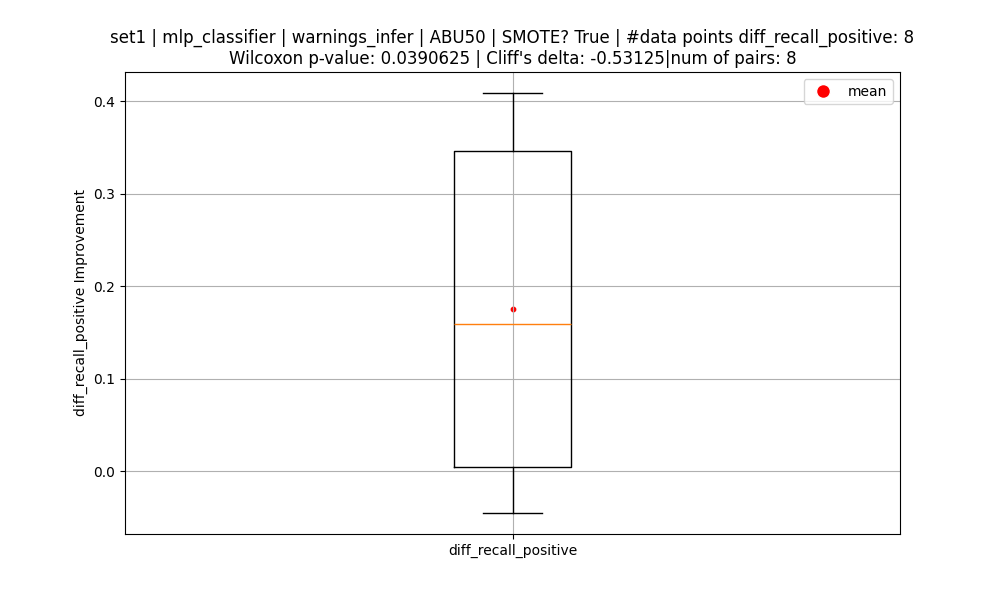 set1 | mlp_classifier | warnings_infer | ABU50 | SMOTE? True | #data points diff_recall_positive: 8
Wilcoxon p-value: 0.0390625 | Cliff's delta: -0.53125|num of pairs: 8
mean
0.4
0.3
0.2
0.1
0.0
diff_recall_positive Improvement
diff_recall_positive